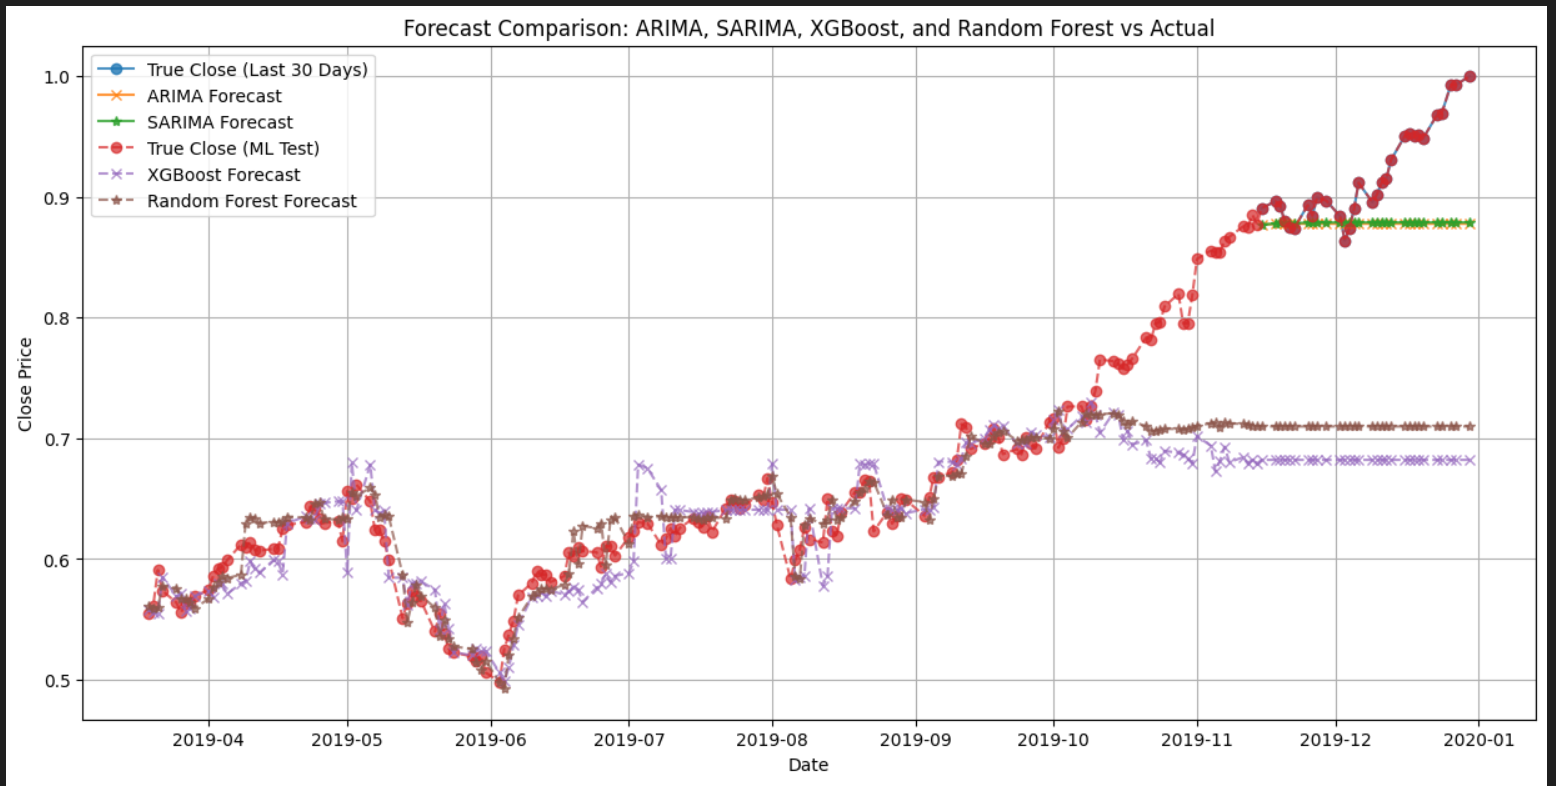 Forecast Comparison: ARIMA, SARIMA, XGBoost, and Random Forest vs Actual
True Close (Last 30 Days)
ARIMA Forecast
SARIMA Forecast
True Close (ML Test)
XGBoost Forecast
Random Forest Forecast
Close Price
1.0
0.9
0.8
0.7
0.6
0.5
2019-04 2019-05 2019-06 2019-07 2019-08 2019-09 2019-10 2019-11 2019-12 2020-01
Date